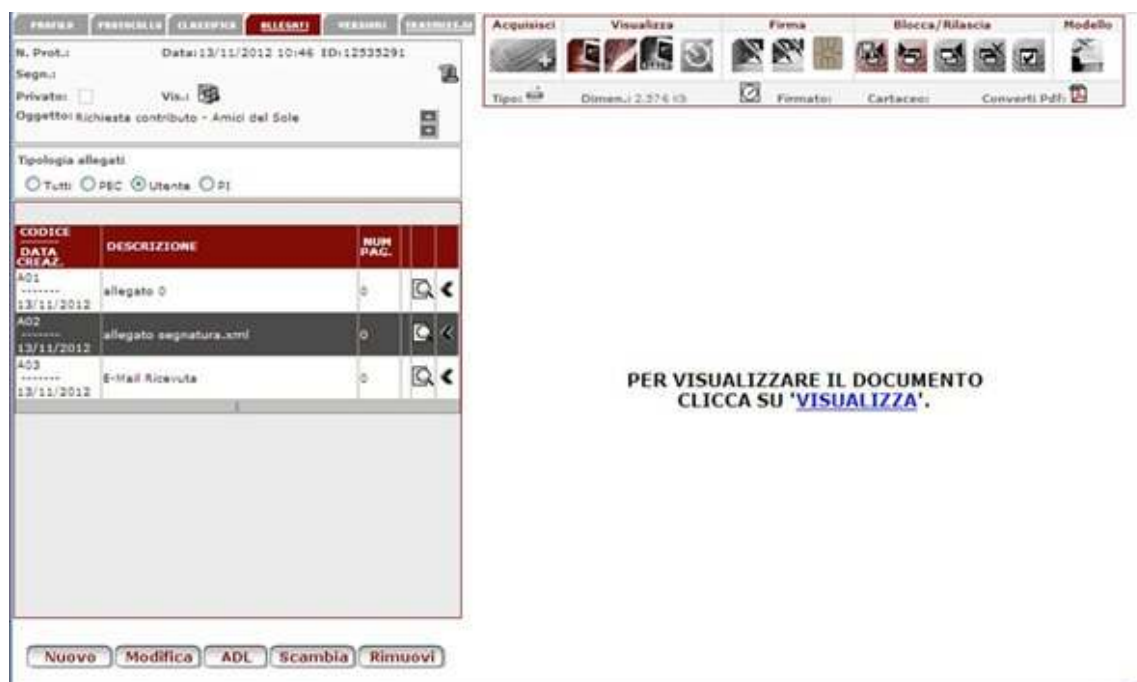 PROFILO PROTOCOLLO CLASSIFICA ALLEGATI VERSIONI
N. Prot.: Data:13/11/2012 10:46 ID:12535291
Segn.:
Privato: Vis.:
Oggetto: Richiesta contributo - Amici del Sole
Tipologia allegati
Tutti PEC Utente PI
CODICE
DATA CREAZ. DESCRIZIONE NUM PAG.
A01
-------
13/11/2012 allegato 0 0
A02
-------
13/11/2012 allegato segnatura.xml 0
A03
-------
13/11/2012 E-Mail Ricevuta 0
Nuovo Modifica ADL Scambia Rimuovi
Acquisisci Visualizza Firma Blocca/Rilascia Modello
Tipo: Dimen.: 2.576 Kb Firmato: Cartaceo: Converti Pdf:
PER VISUALIZZARE IL DOCUMENTO
CLICCA SU 'VISUALIZZA'.